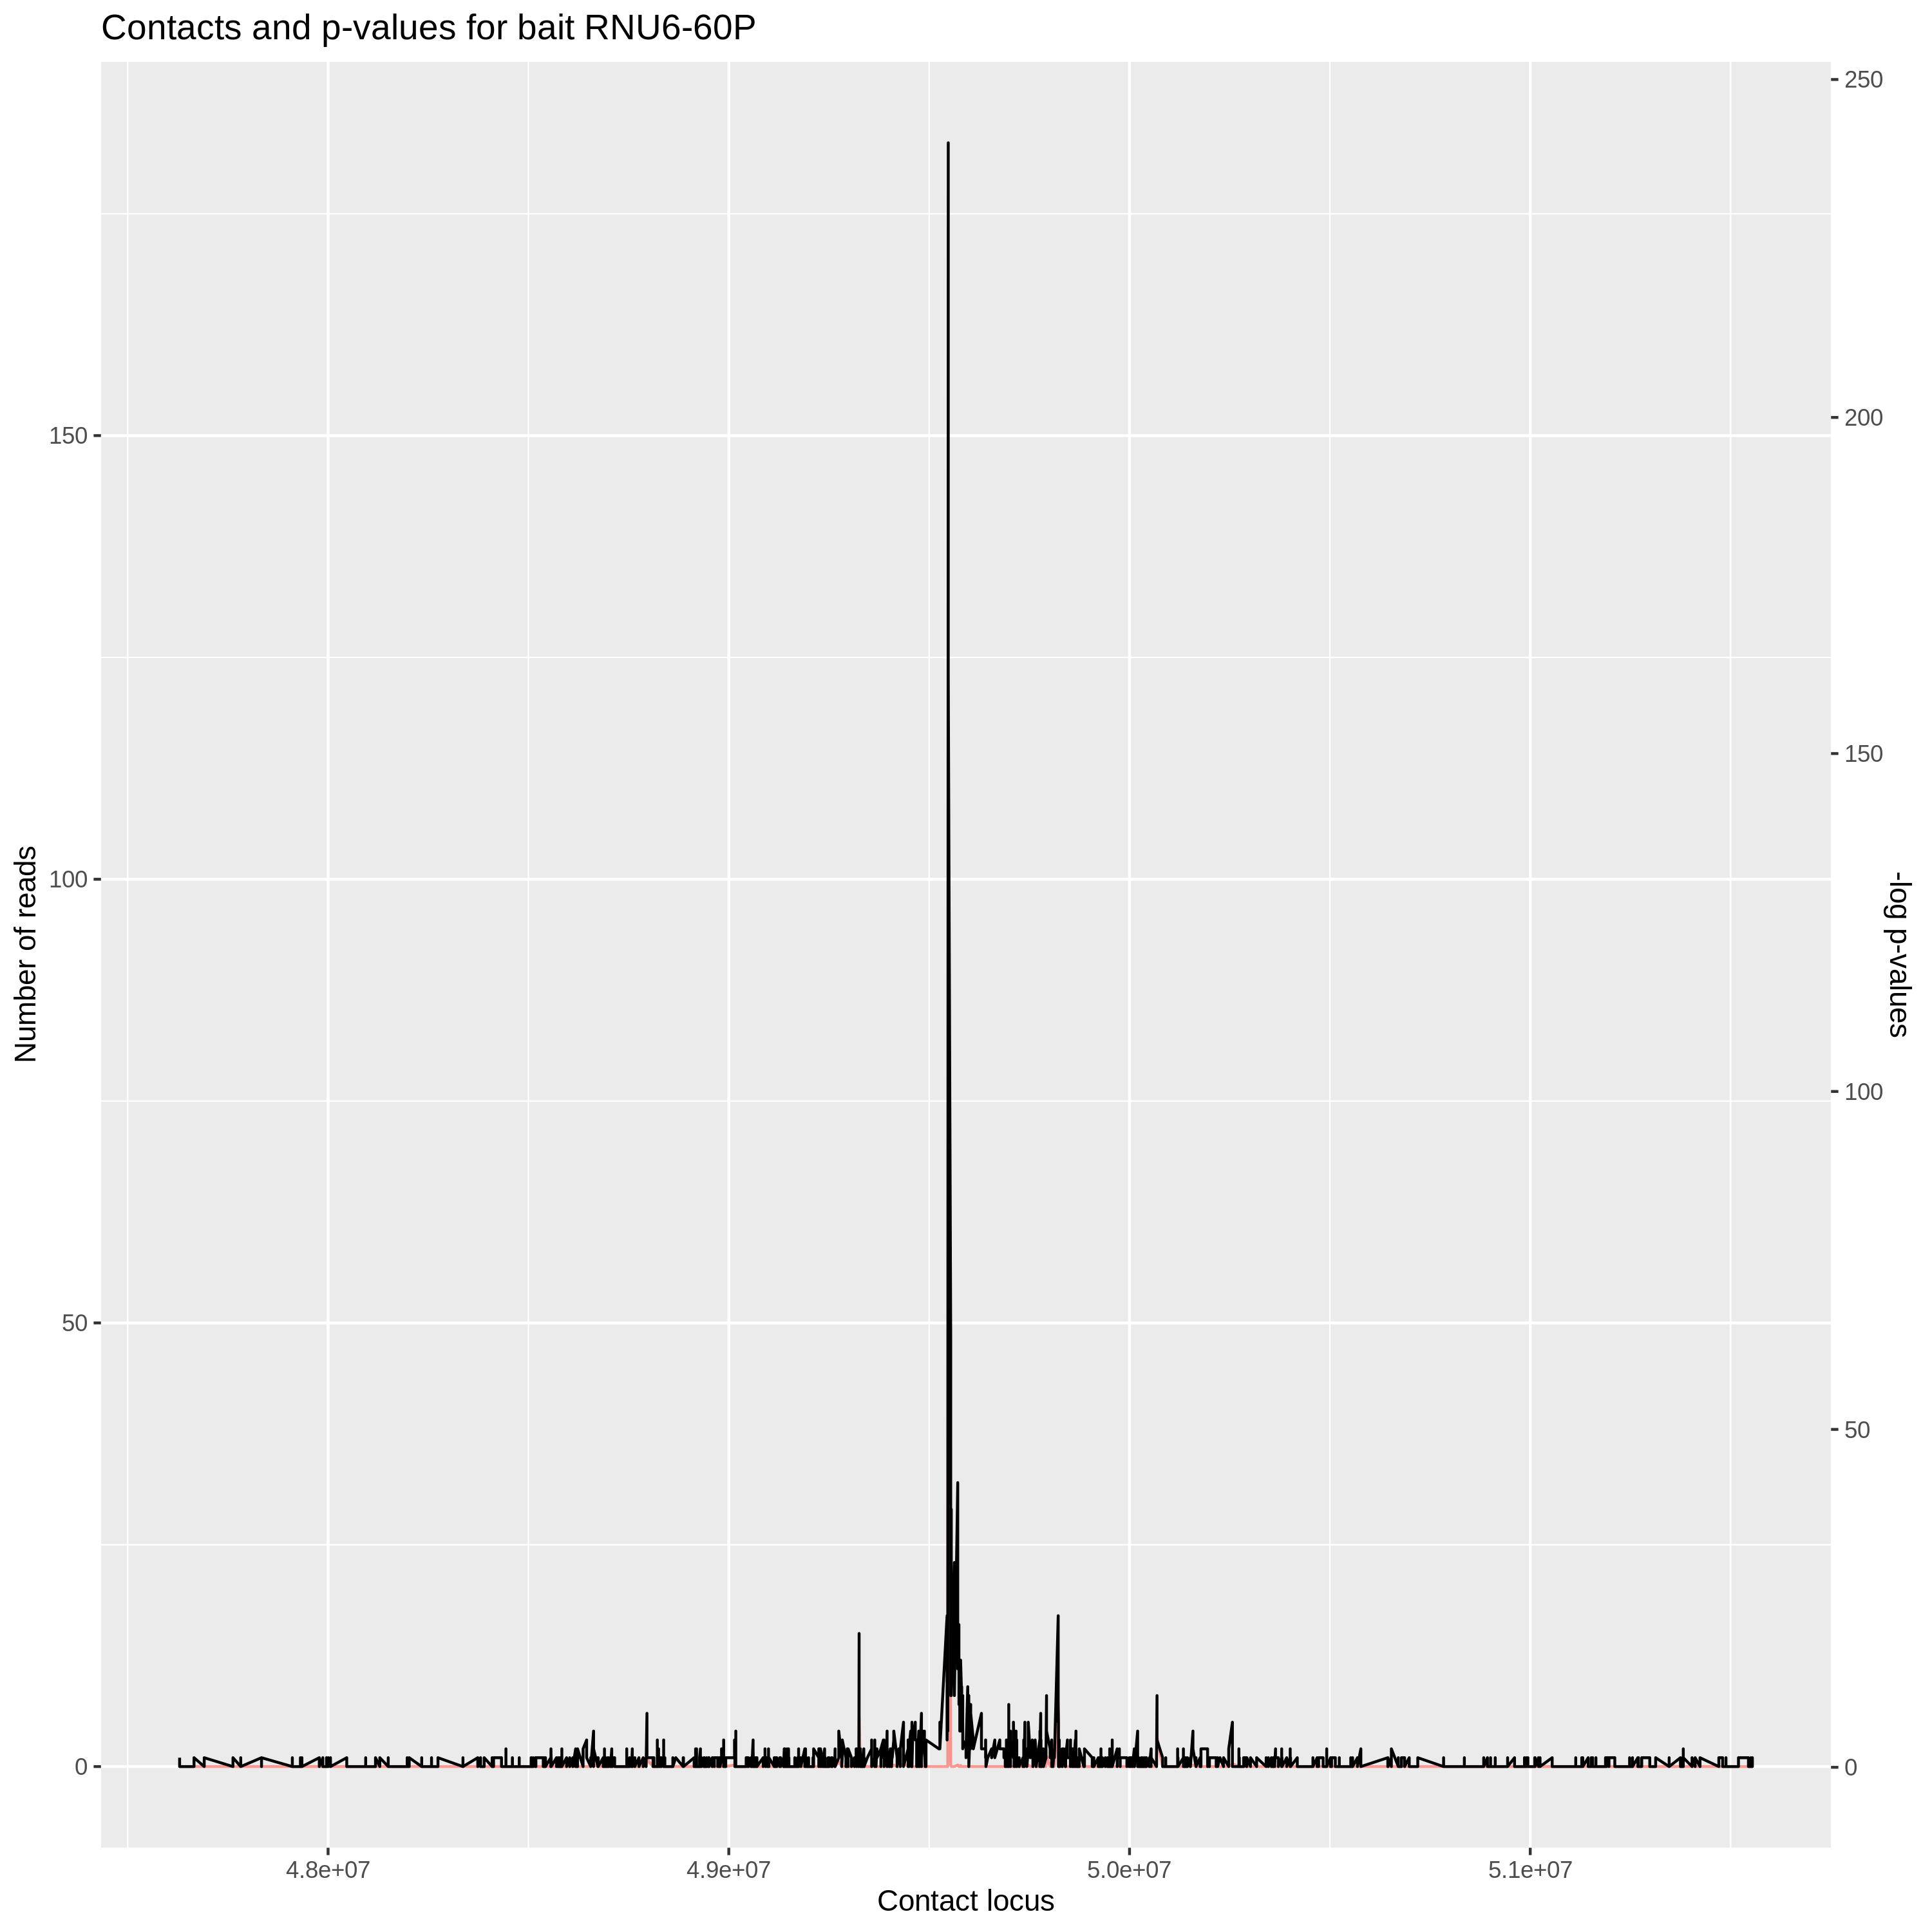 Contacts and p-values for bait RNU6-60P
Number of reads
150
100
50
0
250
200
150
100
50
0
-log p-values
4.8e+07
4.9e+07
5.0e+07
5.1e+07
Contact locus